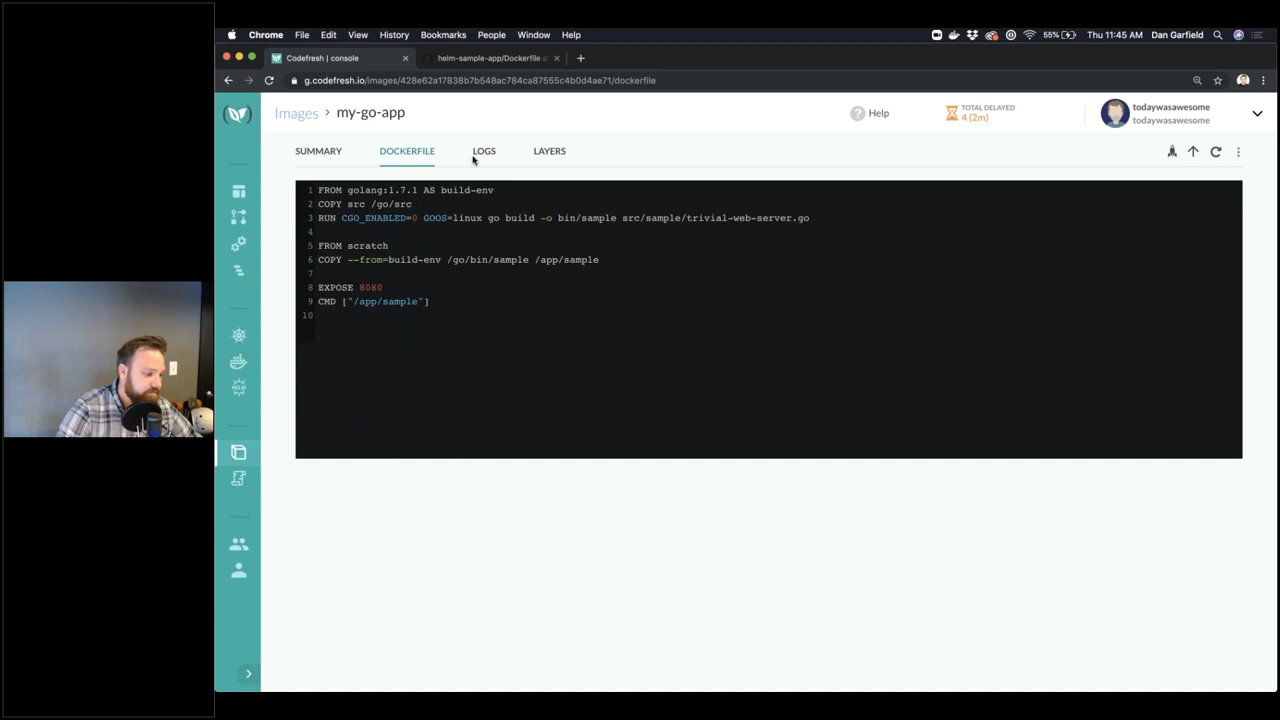 Chrome File Edit View History Bookmarks People Window Help 55% Thu 11:45 AM Dan Garfield
Codefresh | console helm-sample-app/Dockerfile a
g.codefresh.io/images/428e62a17838b7b548ac784ca87555c4b0d4ae71/dockerfile
Images > my-go-app Help TOTAL DELAYED 4 (2m) todaywasawesome
todaywasawesome
SUMMARY DOCKERFILE LOGS LAYERS
1 FROM golang:1.7.1 AS build-env
2 COPY src /go/src
3 RUN CGO_ENABLED=0 GOOS=linux go build -o bin/sample src/sample/trivial-web-server.go
4
5 FROM scratch
6 COPY --from=build-env /go/bin/sample /app/sample
7
8 EXPOSE 8080
9 CMD ["/app/sample"]
10
HELM